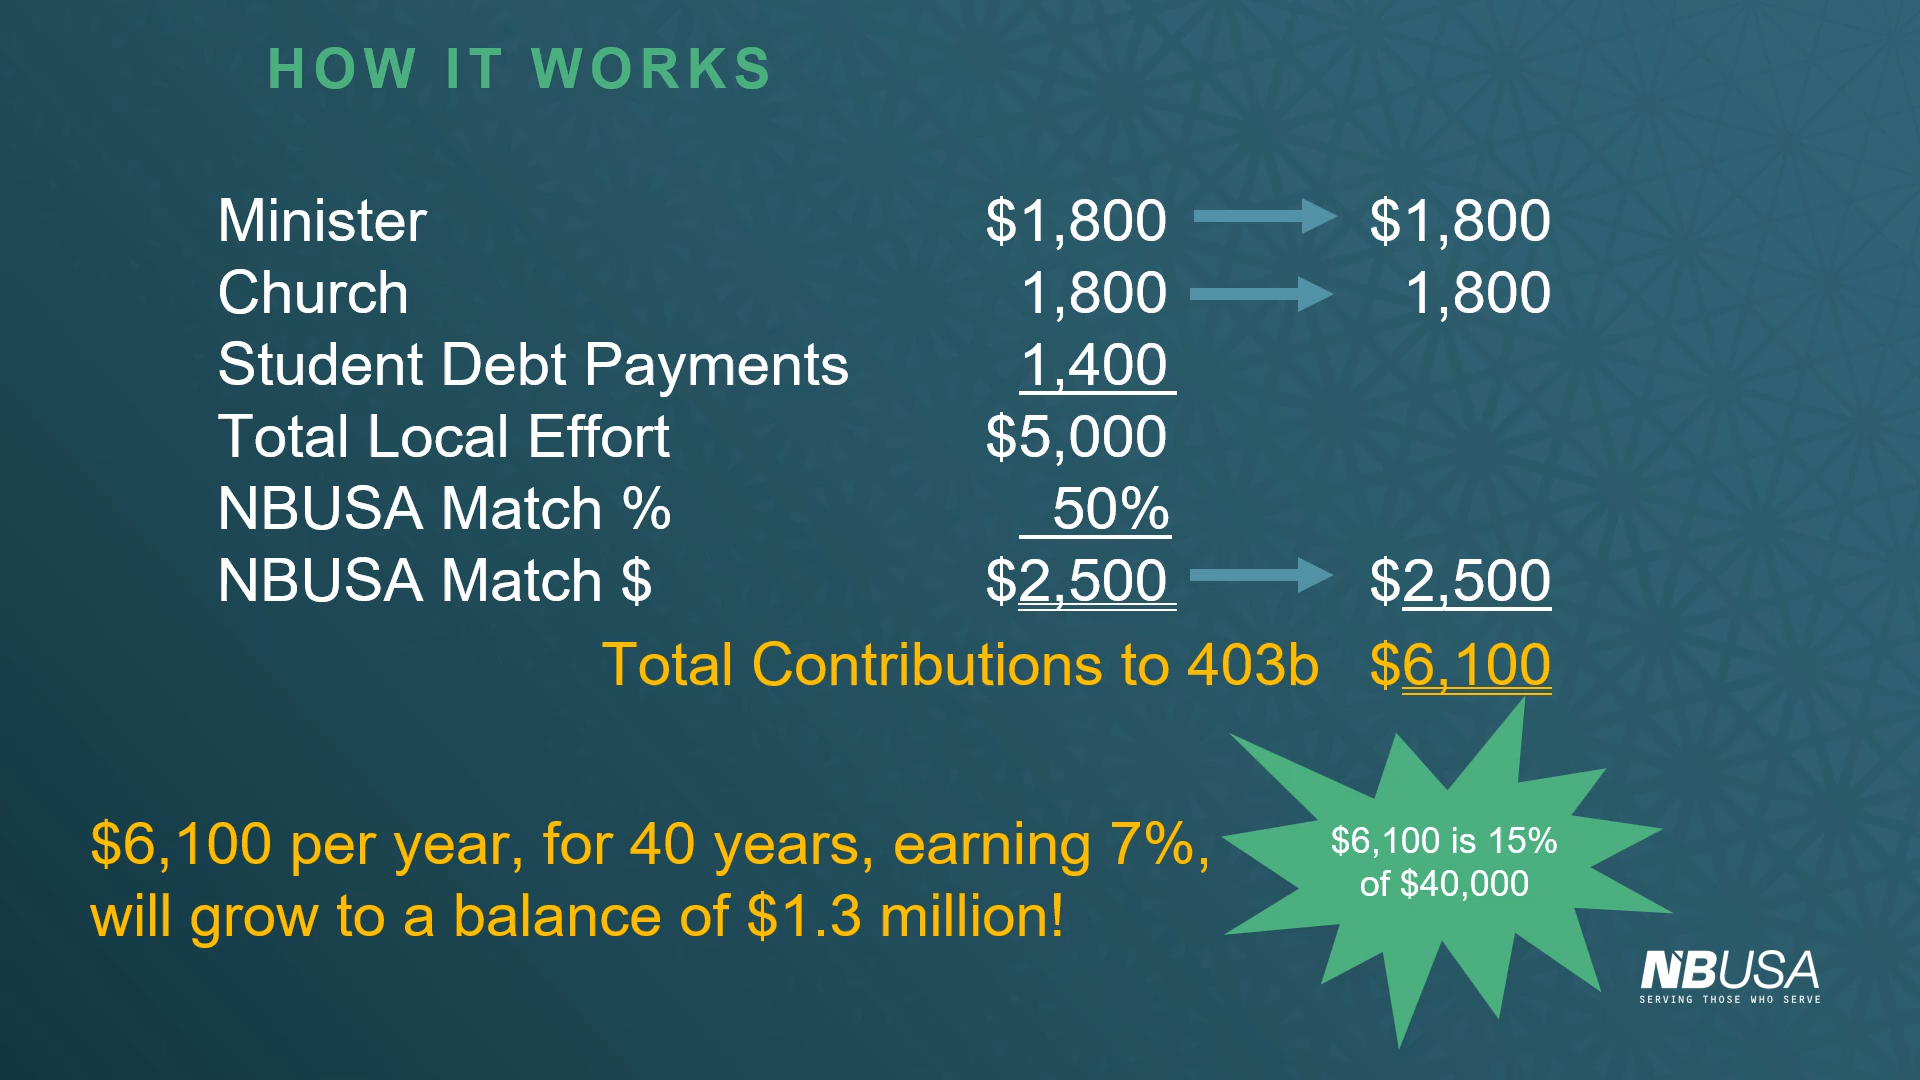 HOW IT WORKS
Minister $1,800 $1,800
Church 1,800 1,800
Student Debt Payments 1,400
Total Local Effort $5,000
NBUSA Match % 50%
NBUSA Match $ $2,500 $2,500
Total Contributions to 403b $6,100
$6,100 per year, for 40 years, earning 7%,
will grow to a balance of $1.3 million!
$6,100 is 15%
of $40,000
NBUSA
SERVING THOSE WHO SERVE